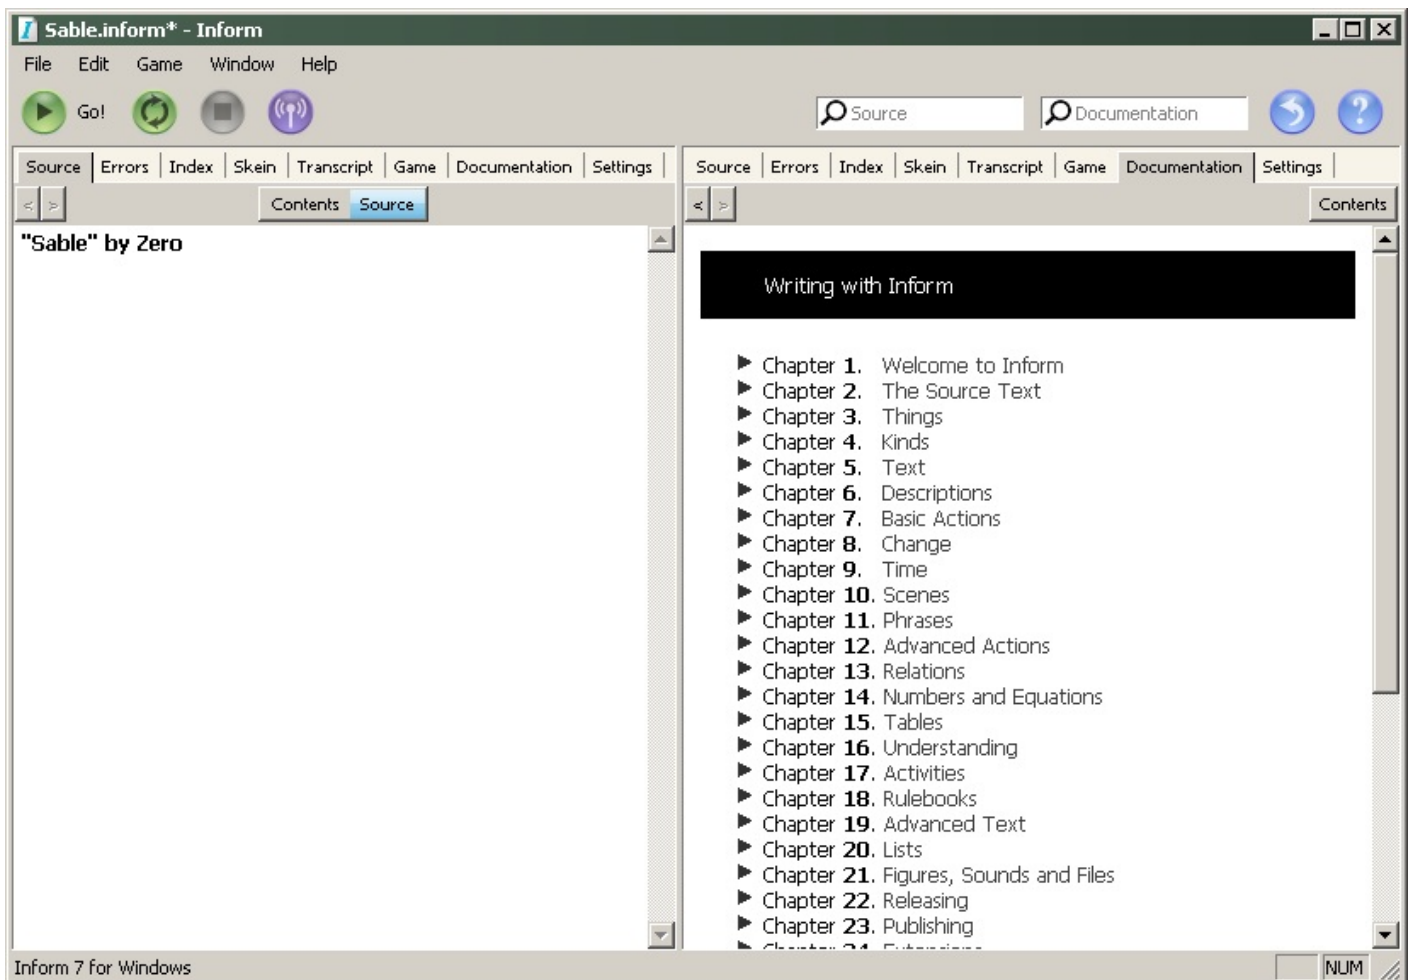 Sable.inform* - Inform
File Edit Game Window Help
Go!
Source
Documentation
?
Source Errors Index Skein Transcript Game Documentation Settings
< >
Contents Source
"Sable" by Zero
Source Errors Index Skein Transcript Game Documentation Settings
< >
Contents
Writing with Inform
Chapter 1. Welcome to Inform
Chapter 2. The Source Text
Chapter 3. Things
Chapter 4. Kinds
Chapter 5. Text
Chapter 6. Descriptions
Chapter 7. Basic Actions
Chapter 8. Change
Chapter 9. Time
Chapter 10. Scenes
Chapter 11. Phrases
Chapter 12. Advanced Actions
Chapter 13. Relations
Chapter 14. Numbers and Equations
Chapter 15. Tables
Chapter 16. Understanding
Chapter 17. Activities
Chapter 18. Rulebooks
Chapter 19. Advanced Text
Chapter 20. Lists
Chapter 21. Figures, Sounds and Files
Chapter 22. Releasing
Chapter 23. Publishing
Chapter 24. Extensions
Inform 7 for Windows
NUM